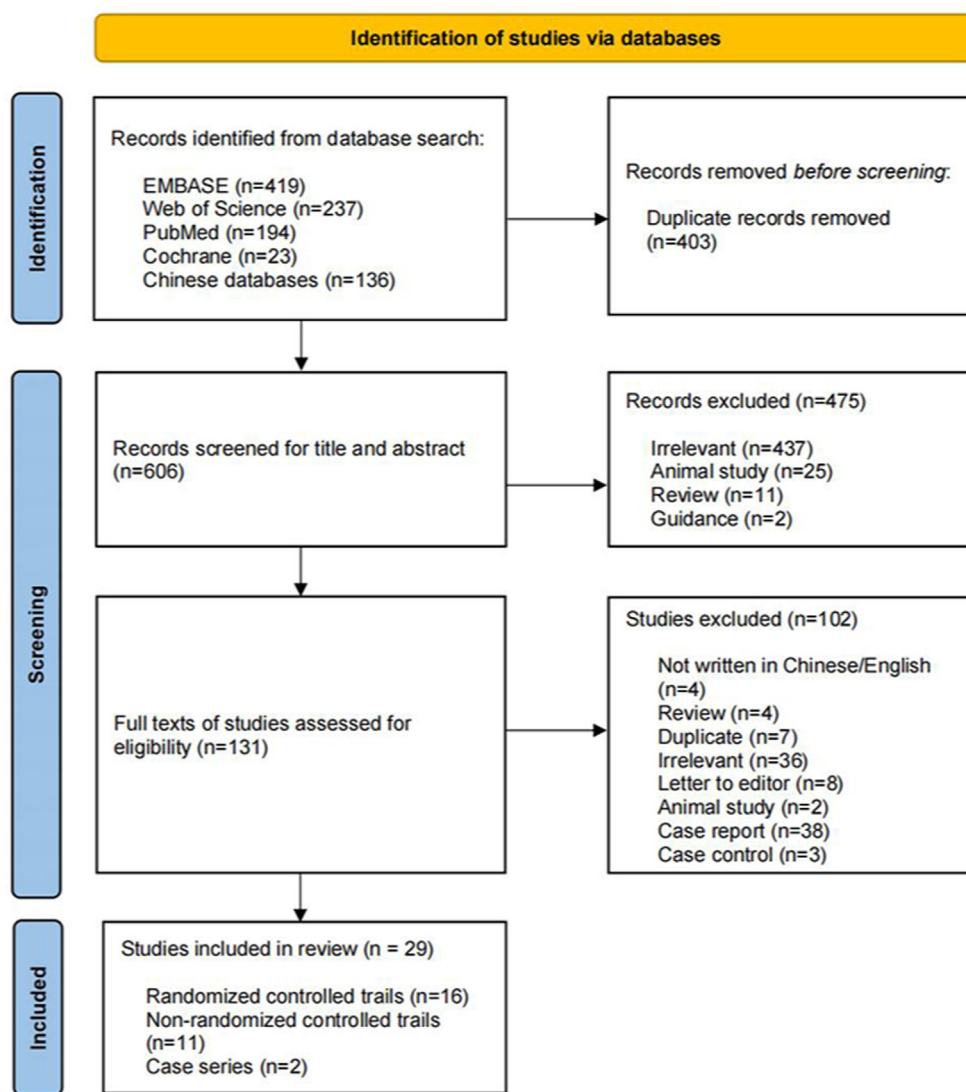 Identification of studies via databases
Identification
Records identified from database search:
EMBASE (n=419)
Web of Science (n=237)
PubMed (n=194)
Cochrane (n=23)
Chinese databases (n=136)
Records removed before screening:
Duplicate records removed
(n=403)
Screening
Records screened for title and abstract
(n=606)
Records excluded (n=475)
Irrelevant (n=437)
Animal study (n=25)
Review (n=11)
Guidance (n=2)
Full texts of studies assessed for
eligibility (n=131)
Studies excluded (n=102)
Not written in Chinese/English
(n=4)
Review (n=4)
Duplicate (n=7)
Irrelevant (n=36)
Letter to editor (n=8)
Animal study (n=2)
Case report (n=38)
Case control (n=3)
Included
Studies included in review (n = 29)
Randomized controlled trails (n=16)
Non-randomized controlled trails
(n=11)
Case series (n=2)